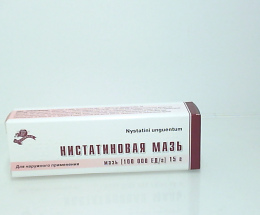 Nystatini unguentum
НИСТАТИНОВАЯ МАЗЬ
Для наружного применения
мазь (100 000 ЕД/г) 15 г